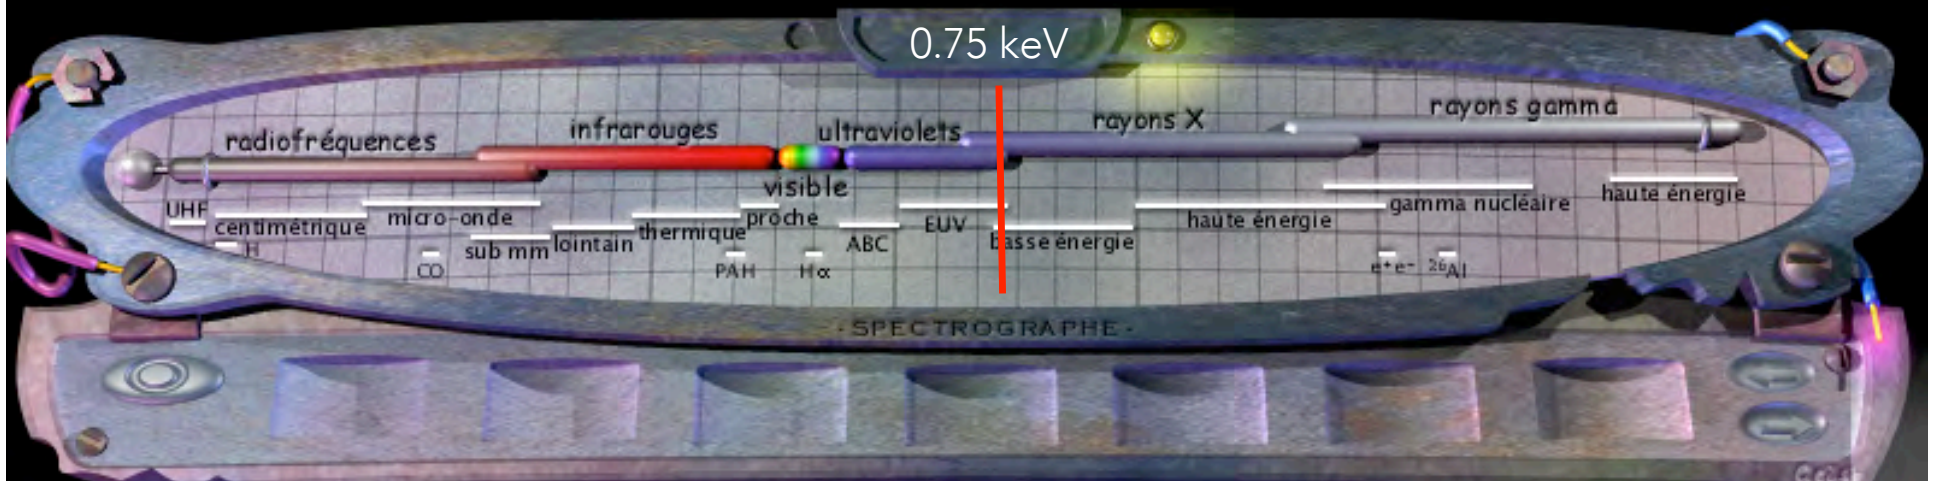 0.75 keV
rayons gamma
rayons X
infrarouges
ultraviolets
radiofréquences
visible
haute énergie
gamma nucléaire
UHF
micro-onde
proche
haute énergie
centimétrique
thermique
EUV
H
sub mm
lointain
ABC
basse énergie
CO
PAH
Hα
e⁺e⁻
²⁶Al
·SPECTROGRAPHE·